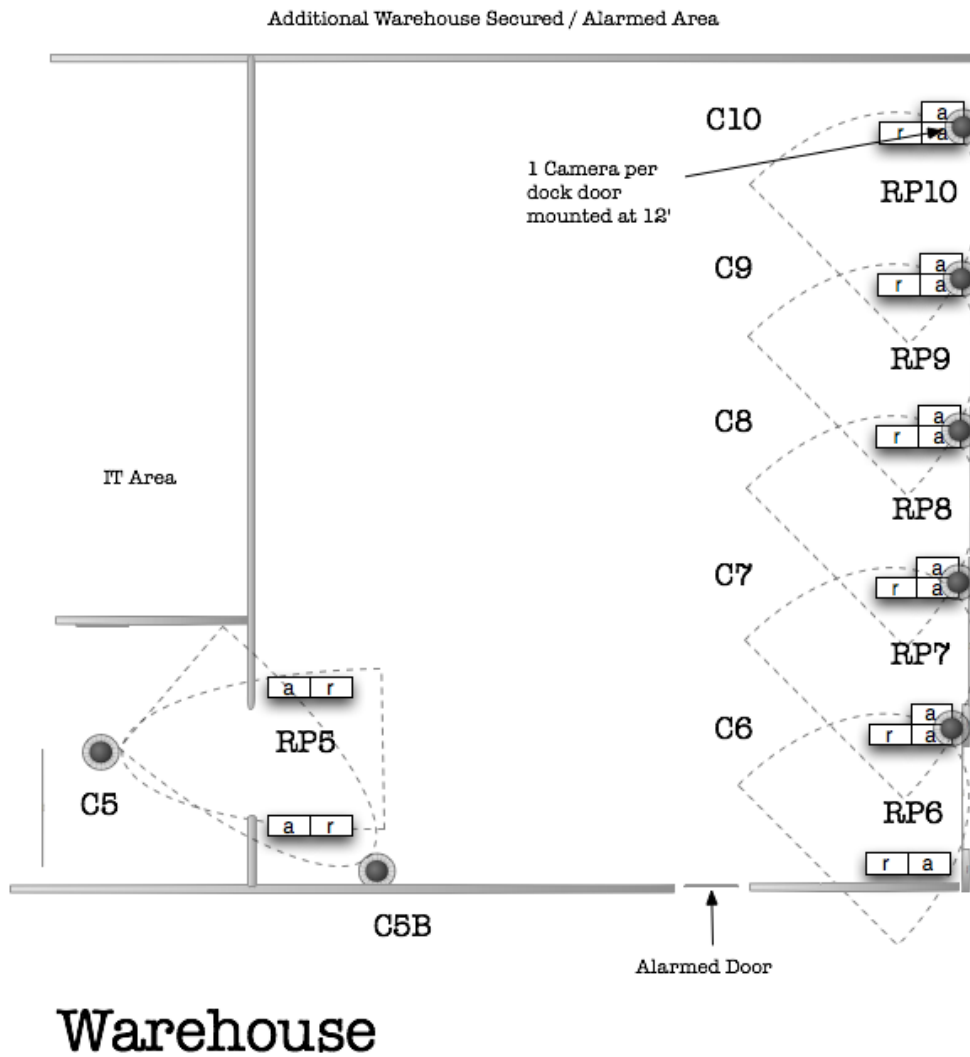 Additional Warehouse Secured / Alarmed Area
C10
a
r a
1 Camera per
dock door
mounted at 12'
RP10
C9
a
r a
RP9
C8
a
r a
RP8
IT Area
C7
a
r a
RP7
a r
RP5
C6
a
r a
C5
RP6
a r
r a
C5B
Alarmed Door
Warehouse